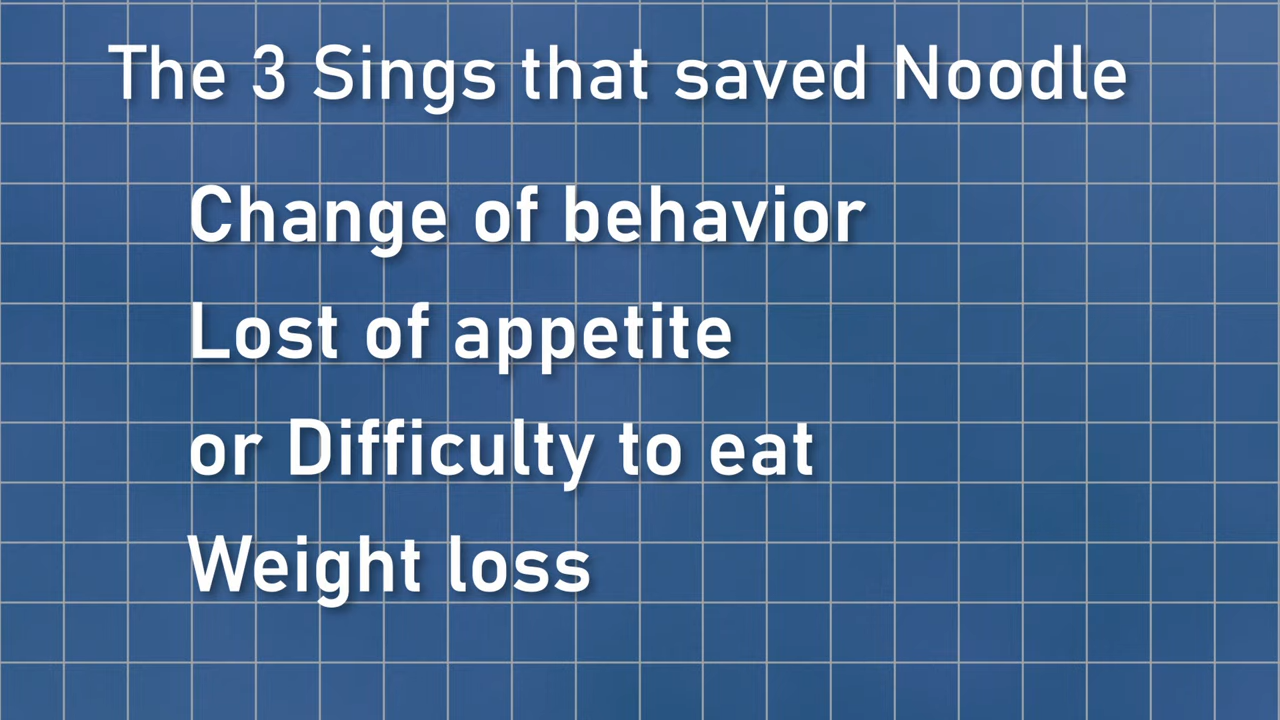 The 3 Sings that saved Noodle
Change of behavior
Lost of appetite
or Difficulty to eat
Weight loss